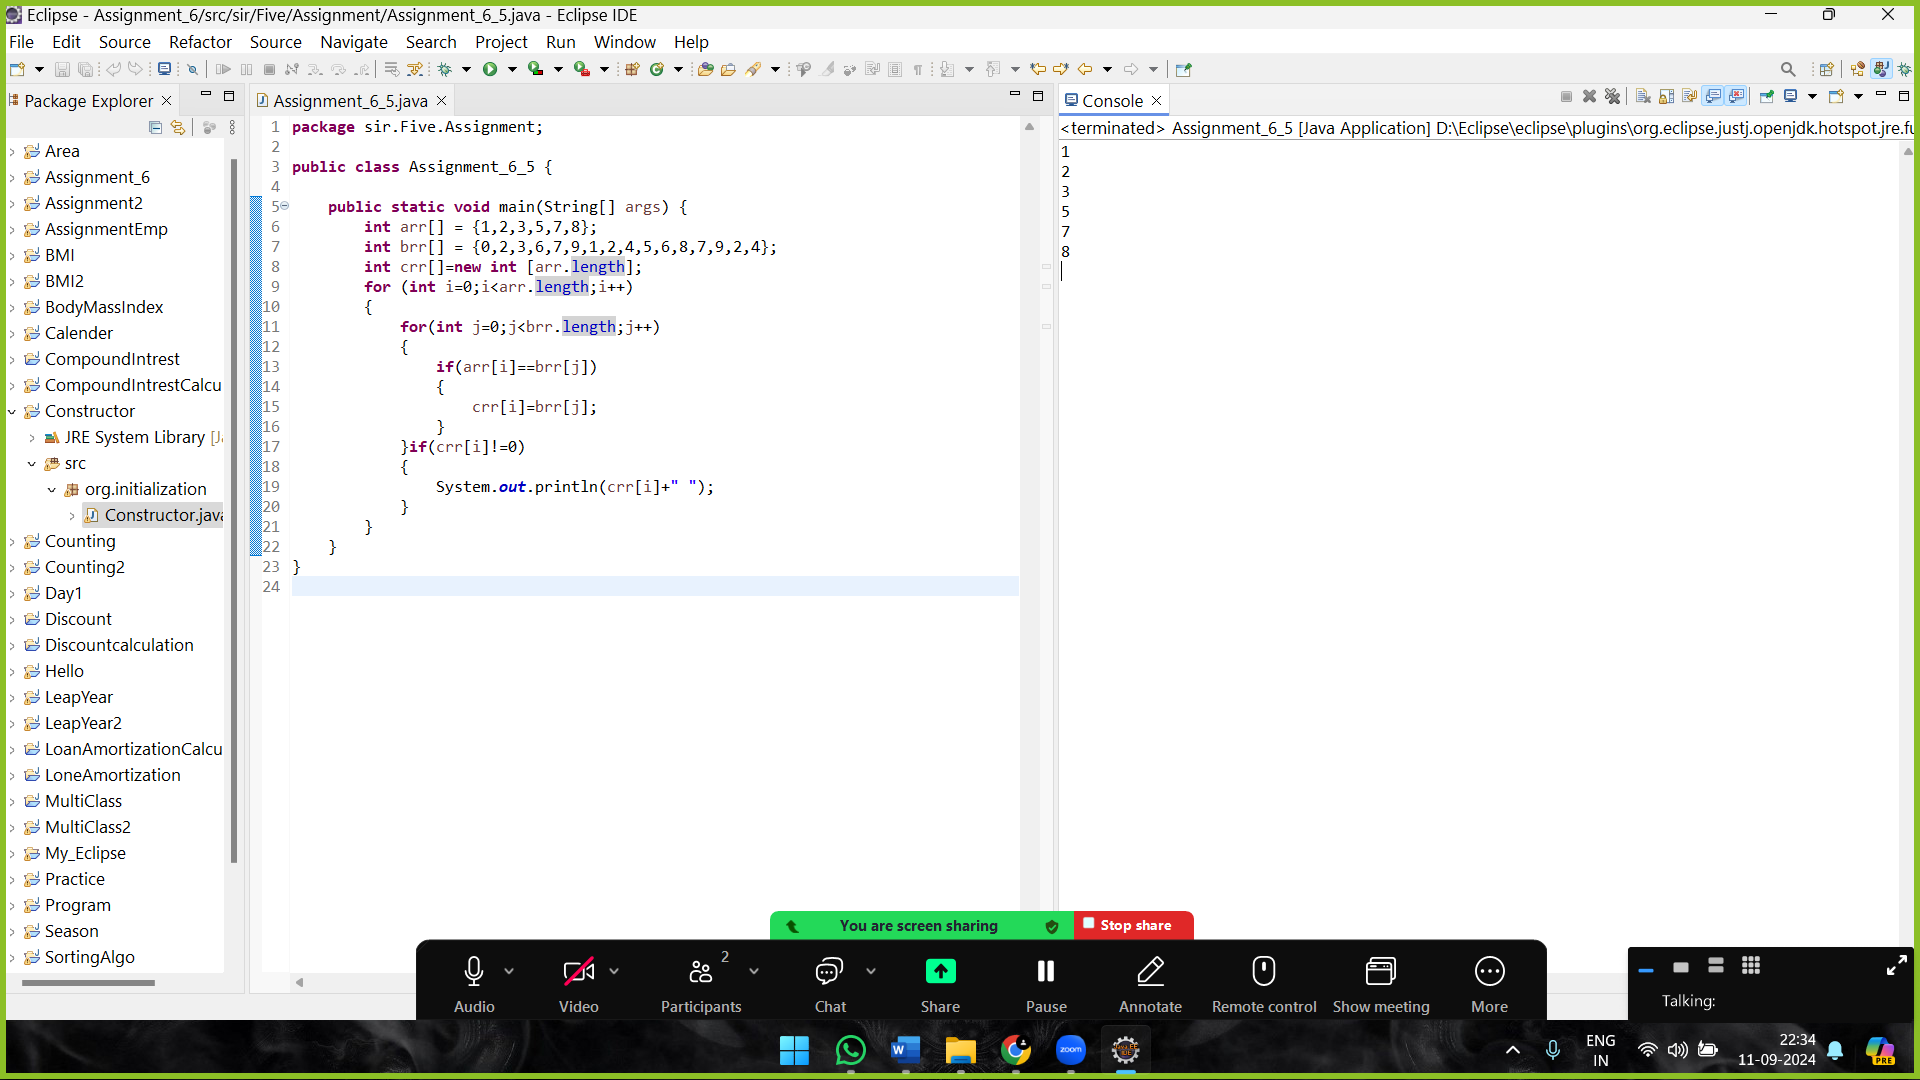 Eclipse - Assignment_6/src/sir/Five/Assignment/Assignment_6_5.java - Eclipse IDE
File Edit Source Refactor Source Navigate Search Project Run Window Help
Package Explorer
Area
Assignment_6
Assignment2
AssignmentEmp
BMI
BMI2
BodyMassIndex
Calender
CompoundIntrest
CompoundIntrestCalcu
Constructor
JRE System Library [J
src
org.initialization
Constructor.java
Counting
Counting2
Day1
Discount
Discountcalculation
Hello
LeapYear
LeapYear2
LoanAmortizationCalcu
LoneAmortization
MultiClass
MultiClass2
My_Eclipse
Practice
Program
Season
SortingAlgo
Assignment_6_5.java
1 package sir.Five.Assignment;
2
3 public class Assignment_6_5 {
4
5 public static void main(String[] args) {
6 int arr[] = {1,2,3,5,7,8};
7 int brr[] = {0,2,3,6,7,9,1,2,4,5,6,8,7,9,2,4};
8 int crr[]=new int [arr.length];
9 for (int i=0;i<arr.length;i++)
10 {
11 for(int j=0;j<brr.length;j++)
12 {
13 if(arr[i]==brr[j])
14 {
15 crr[i]=brr[j];
16 }
17 }if(crr[i]!=0)
18 {
19 System.out.println(crr[i]+" ");
20 }
21 }
22 }
23 }
24
Console
<terminated> Assignment_6_5 [Java Application] D:\Eclipse\eclipse\plugins\org.eclipse.justj.openjdk.hotspot.jre.fu
1
2
3
5
7
8
You are screen sharing Stop share
2
Audio Video Participants Chat Share Pause Annotate Remote control Show meeting More
Talking:
zoom
ENG
IN
22:34
11-09-2024
PRE